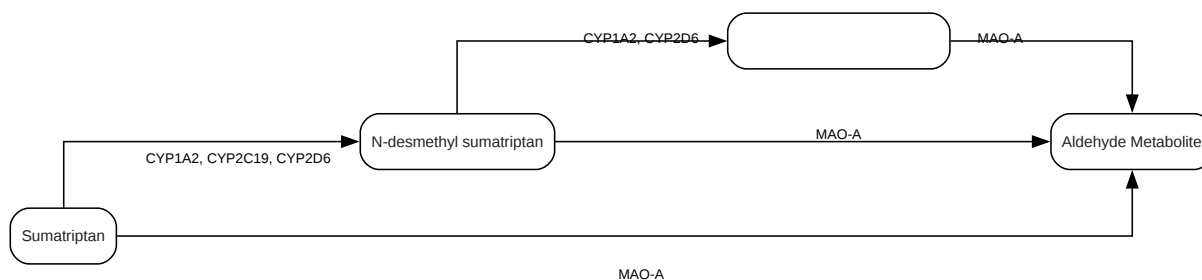 CYP1A2, CYP2D6
MAO-A
N-desmethyl sumatriptan
MAO-A
Aldehyde Metabolite
CYP1A2, CYP2C19, CYP2D6
Sumatriptan
MAO-A